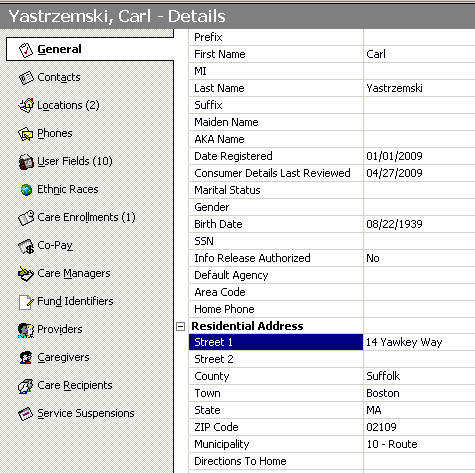 Yastrzemski, Carl - Details
General
Contacts
Locations (2)
Phones
User Fields (10)
Ethnic Races
Care Enrollments (1)
Co-Pay
Care Managers
Fund Identifiers
Providers
Caregivers
Care Recipients
Service Suspensions
Prefix
First Name Carl
MI
Last Name Yastrzemski
Suffix
Maiden Name
AKA Name
Date Registered 01/01/2009
Consumer Details Last Reviewed 04/27/2009
Marital Status
Gender
Birth Date 08/22/1939
SSN
Info Release Authorized No
Default Agency
Area Code
Home Phone
Residential Address
Street 1 14 Yawkey Way
Street 2
County Suffolk
Town Boston
State MA
ZIP Code 02109
Municipality 10 - Route
Directions To Home